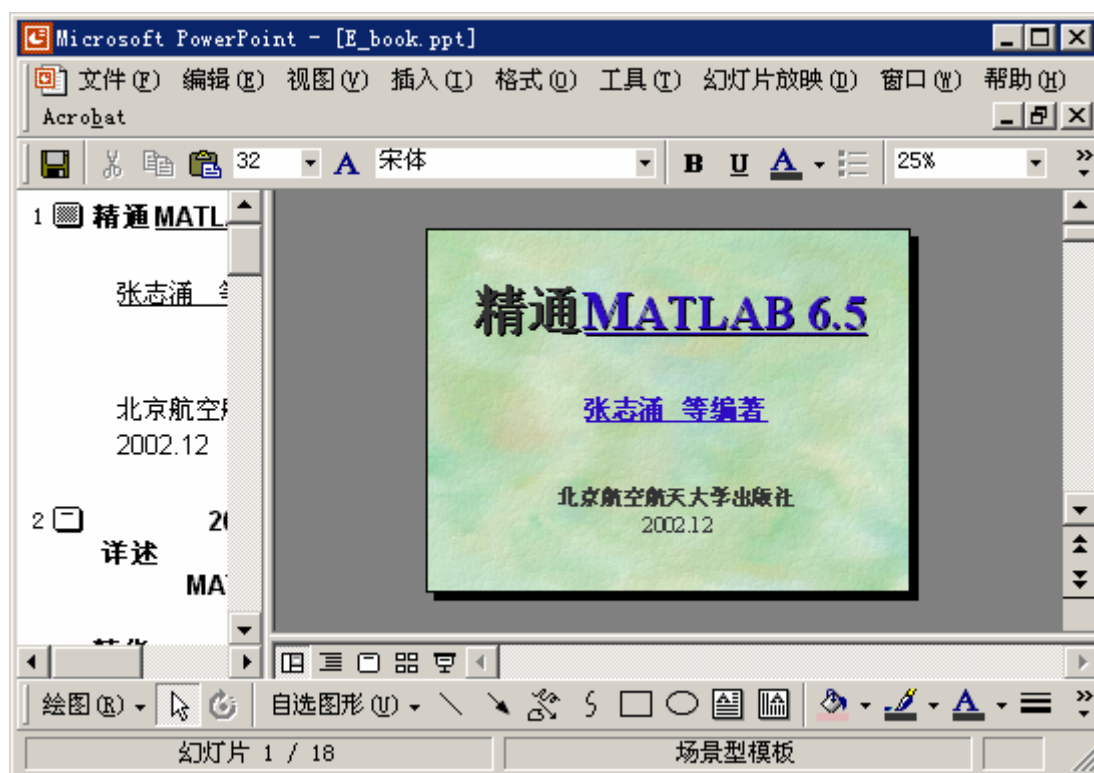 Microsoft PowerPoint - [E_book.ppt]
文件(F) 编辑(E) 视图(V) 插入(I) 格式(O) 工具(T) 幻灯片放映(D) 窗口(W) 帮助(H)
Acrobat
32 A 宋体 B U A 25%
1 精通MATL
张志涌 等
北京航空
2002.12
2
详述
MA
精通MATLAB 6.5
张志涌 等编著
北京航空航天大学出版社
2002.12
绘图(R) 自选图形(U) A
幻灯片 1 / 18 场景型模板